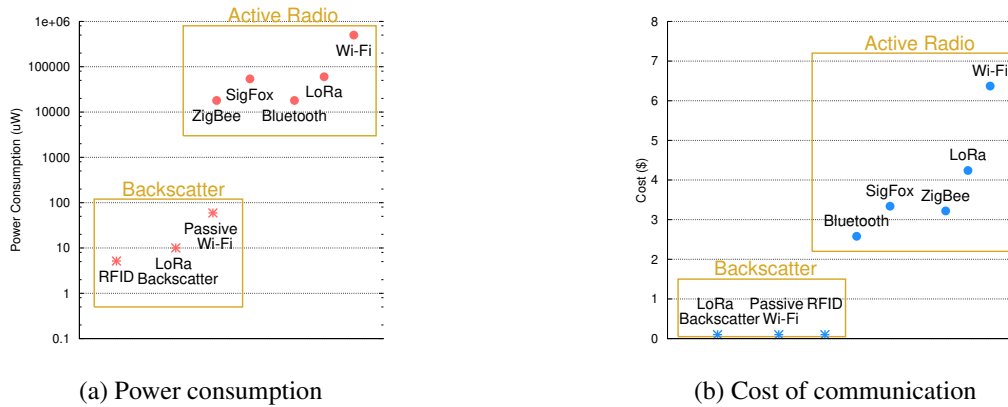 Active Radio
1e+06
100000
10000
1000
100
10
1
0.1
Power Consumption (uW)
Wi-Fi
SigFox
LoRa
ZigBee
Bluetooth
Backscatter
Passive
Wi-Fi
RFID
LoRa
Backscatter
(a) Power consumption
8
7
6
5
4
3
2
1
0
Cost ($)
Active Radio
Wi-Fi
LoRa
SigFox
ZigBee
Bluetooth
Backscatter
LoRa
Backscatter
Passive
Wi-Fi
RFID
(b) Cost of communication